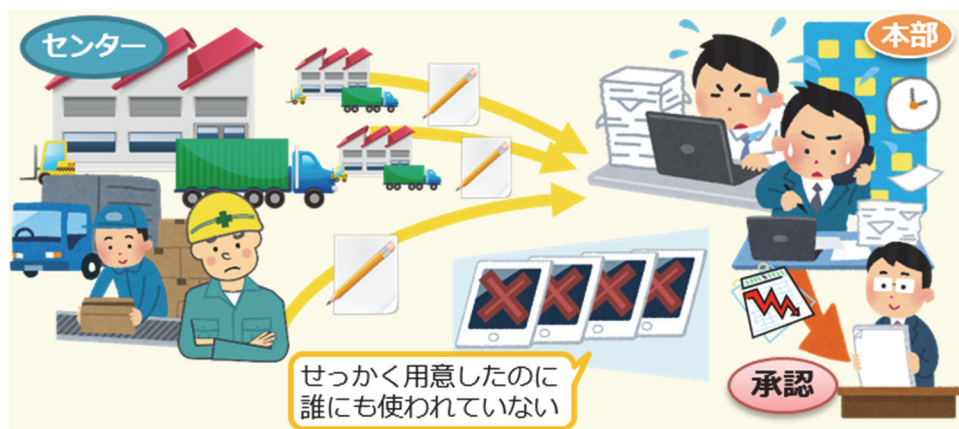 センター
本部
せっかく用意したのに
誰にも使われていない
承認